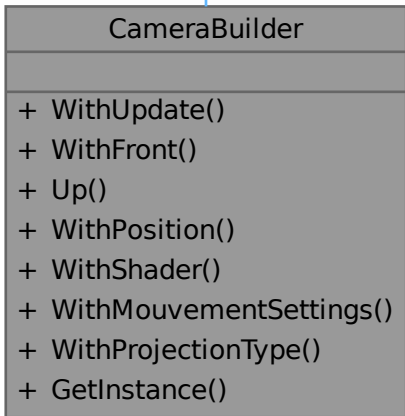 CameraBuilder
+ WithUpdate()
+ WithFront()
+ Up()
+ WithPosition()
+ WithShader()
+ WithMouvementSettings()
+ WithProjectionType()
+ GetInstance()